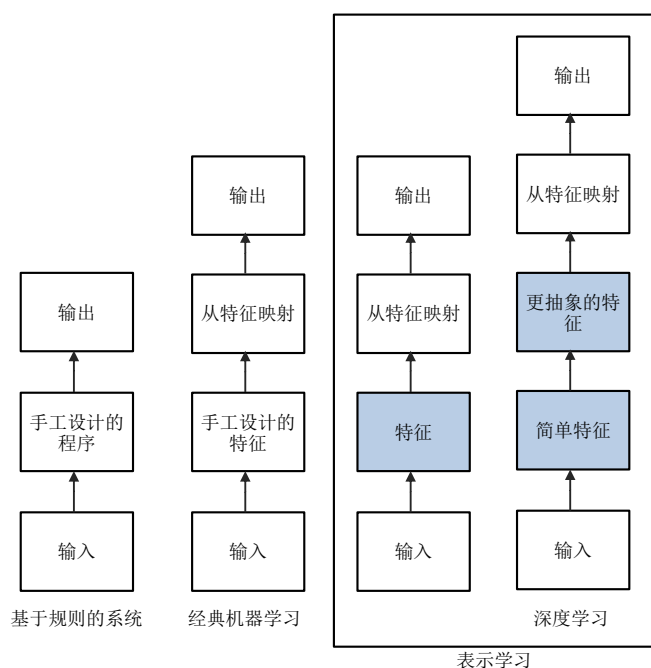 输出
输出
输出
从特征映射
输出
从特征映射
从特征映射
更抽象的特
征
手工设计的
程序
手工设计的
特征
特征
简单特征
输入
输入
输入
输入
基于规则的系统
经典机器学习
深度学习
表示学习